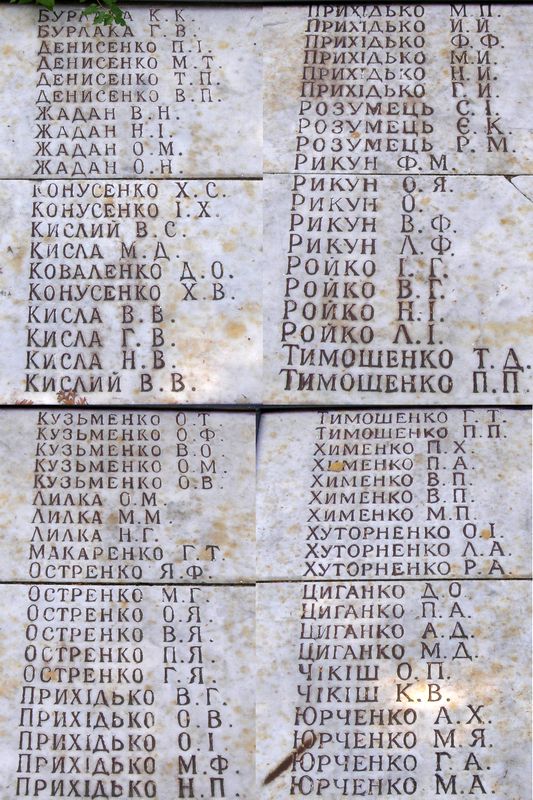 БУРЛАКА К.К.
БУРЛАКА Г.В.
ДЕНИСЕНКО П.І.
ДЕНИСЕНКО М.Т.
ДЕНИСЕНКО Т.П.
ДЕНИСЕНКО В.П.
ЖАДАН В.Н.
ЖАДАН Н.І.
ЖАДАН О.М.
ЖАДАН О.Н.
КОНУСЕНКО Х.С.
КОНУСЕНКО І.Х.
КИСЛИЙ В.С.
КИСЛА М.Д.
КОВАЛЕНКО Д.О.
КОНУСЕНКО Х.В.
КИСЛА В.В.
КИСЛА Г.В.
КИСЛА Н.В.
КИСЛИЙ В.В.
КУЗЬМЕНКО О.Т.
КУЗЬМЕНКО О.Ф.
КУЗЬМЕНКО В.О
КУЗЬМЕНКО О.М.
КУЗЬМЕНКО О.В.
ЛИЛКА О.М.
ЛИЛКА М.М.
ЛИЛКА Н.Г.
МАКАРЕНКО Г.Т.
ОСТРЕНКО Я.Ф.
ОСТРЕНКО М.Г.
ОСТРЕНКО О.Я.
ОСТРЕНКО В.Я.
ОСТРЕНКО П.Я.
ОСТРЕНКО Г.Я.
ПРИХІДЬКО В.Г.
ПРИХІДЬКО О.В.
ПРИХІДЬКО О.І
ПРИХІДЬКО М.Ф.
ПРИХІДЬКО Н.П.
ПРИХІДЬКО М.П.
ПРИХІДЬКО И.И.
ПРИХІДЬКО Ф.Ф.
ПРИХІДЬКО М.И.
ПРИХІДЬКО Н.И.
ПРИХІДЬКО Г.И.
РОЗУМЕЦЬ С.І.
РОЗУМЕЦЬ Є.К.
РОЗУМЕЦЬ Р.М.
РИКУН Ф.М.
РИКУН О.Я.
РИКУН О.
РИКУН В.Ф.
РИКУН Л.Ф.
РОЙКО І.Г.
РОЙКО В.Г.
РОЙКО Н.І.
РОЙКО Л.І.
ТИМОШЕНКО Т.Д.
ТИМОШЕНКО П.П.
ТИМОШЕНКО Г.Т.
ТИМОШЕНКО П.П.
ХИМЕНКО П.Х.
ХИМЕНКО П.А.
ХИМЕНКО В.П.
ХИМЕНКО В.П.
ХИМЕНКО М.П.
ХУТОРНЕНКО О.І.
ХУТОРНЕНКО Л.А.
ХУТОРНЕНКО Р.А.
ЦИГАНКО Д.О.
ЦИГАНКО П.А.
ЦИГАНКО А.Д.
ЦИГАНКО М.Д.
ЧІКІШ О.П.
ЧІКІШ К.В.
ЮРЧЕНКО А.Х.
ЮРЧЕНКО М.Я.
ЮРЧЕНКО Г.А.
ЮРЧЕНКО М.А.